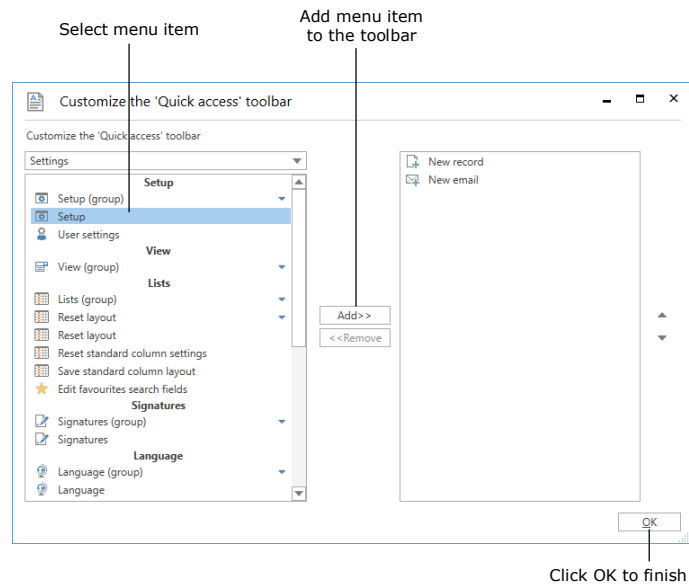 Select menu item
Add menu item
to the toolbar
Customize the 'Quick access' toolbar
Customize the 'Quick access' toolbar
Settings
Setup
Setup (group)
Setup
User settings
View
View (group)
Lists
Lists (group)
Reset layout
Reset layout
Reset standard column settings
Save standard column layout
Edit favourites search fields
Signatures
Signatures (group)
Signatures
Language
Language (group)
Language
Add>>
<<Remove
New record
New email
OK
Click OK to finish